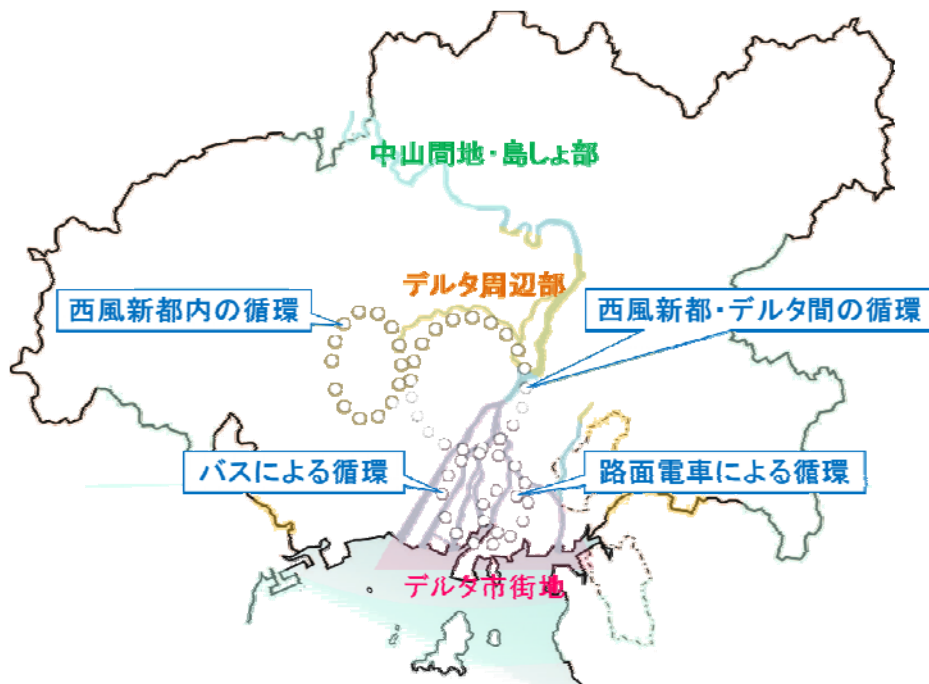 中山間地・島しょ部
デルタ周辺部
西風新都内の循環
西風新都・デルタ間の循環
バスによる循環
路面電車による循環
デルタ市街地